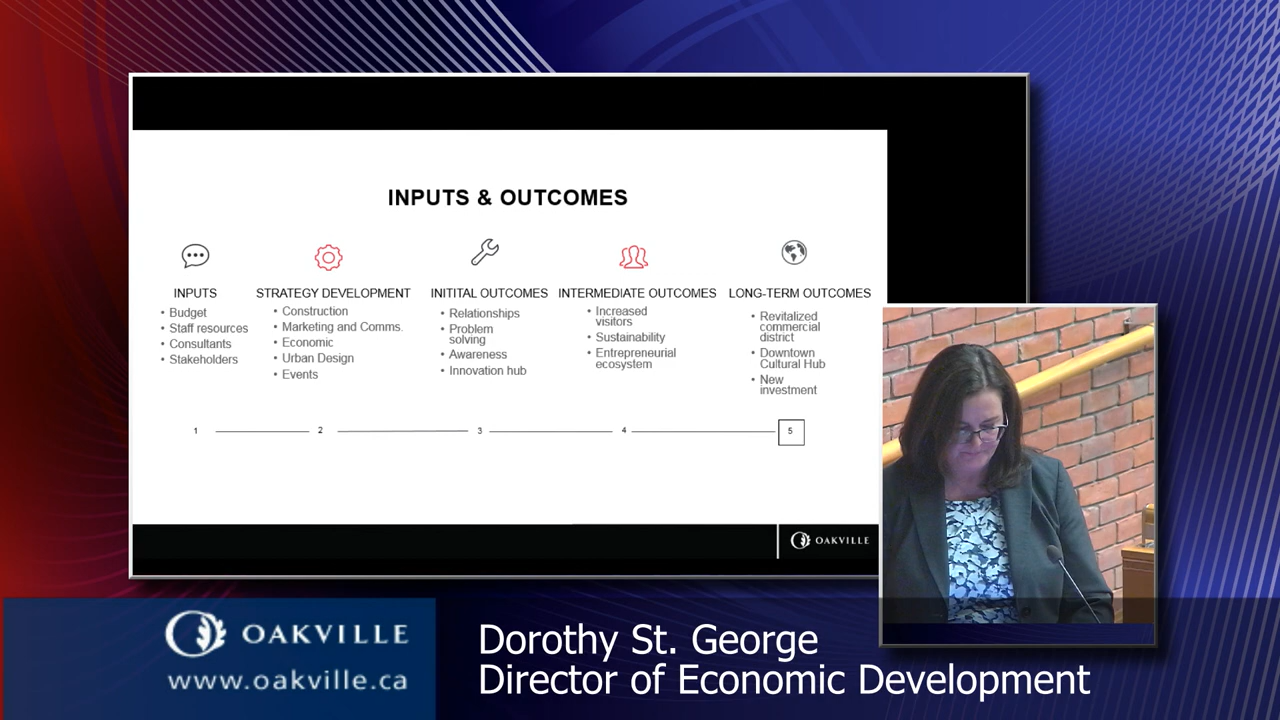 INPUTS & OUTCOMES
INPUTS
• Budget
• Staff resources
• Consultants
• Stakeholders
STRATEGY DEVELOPMENT
• Construction
• Marketing and Comms.
• Economic
• Urban Design
• Events
INITITAL OUTCOMES
• Relationships
• Problem
solving
• Awareness
• Innovation hub
INTERMEDIATE OUTCOMES
• Increased
visitors
• Sustainability
• Entrepreneurial
ecosystem
LONG-TERM OUTCOMES
• Revitalized
commercial
district
• Downtown
Cultural Hub
• New
investment
1 2 3 4 5
OAKVILLE
OAKVILLE
www.oakville.ca
Dorothy St. George
Director of Economic Development